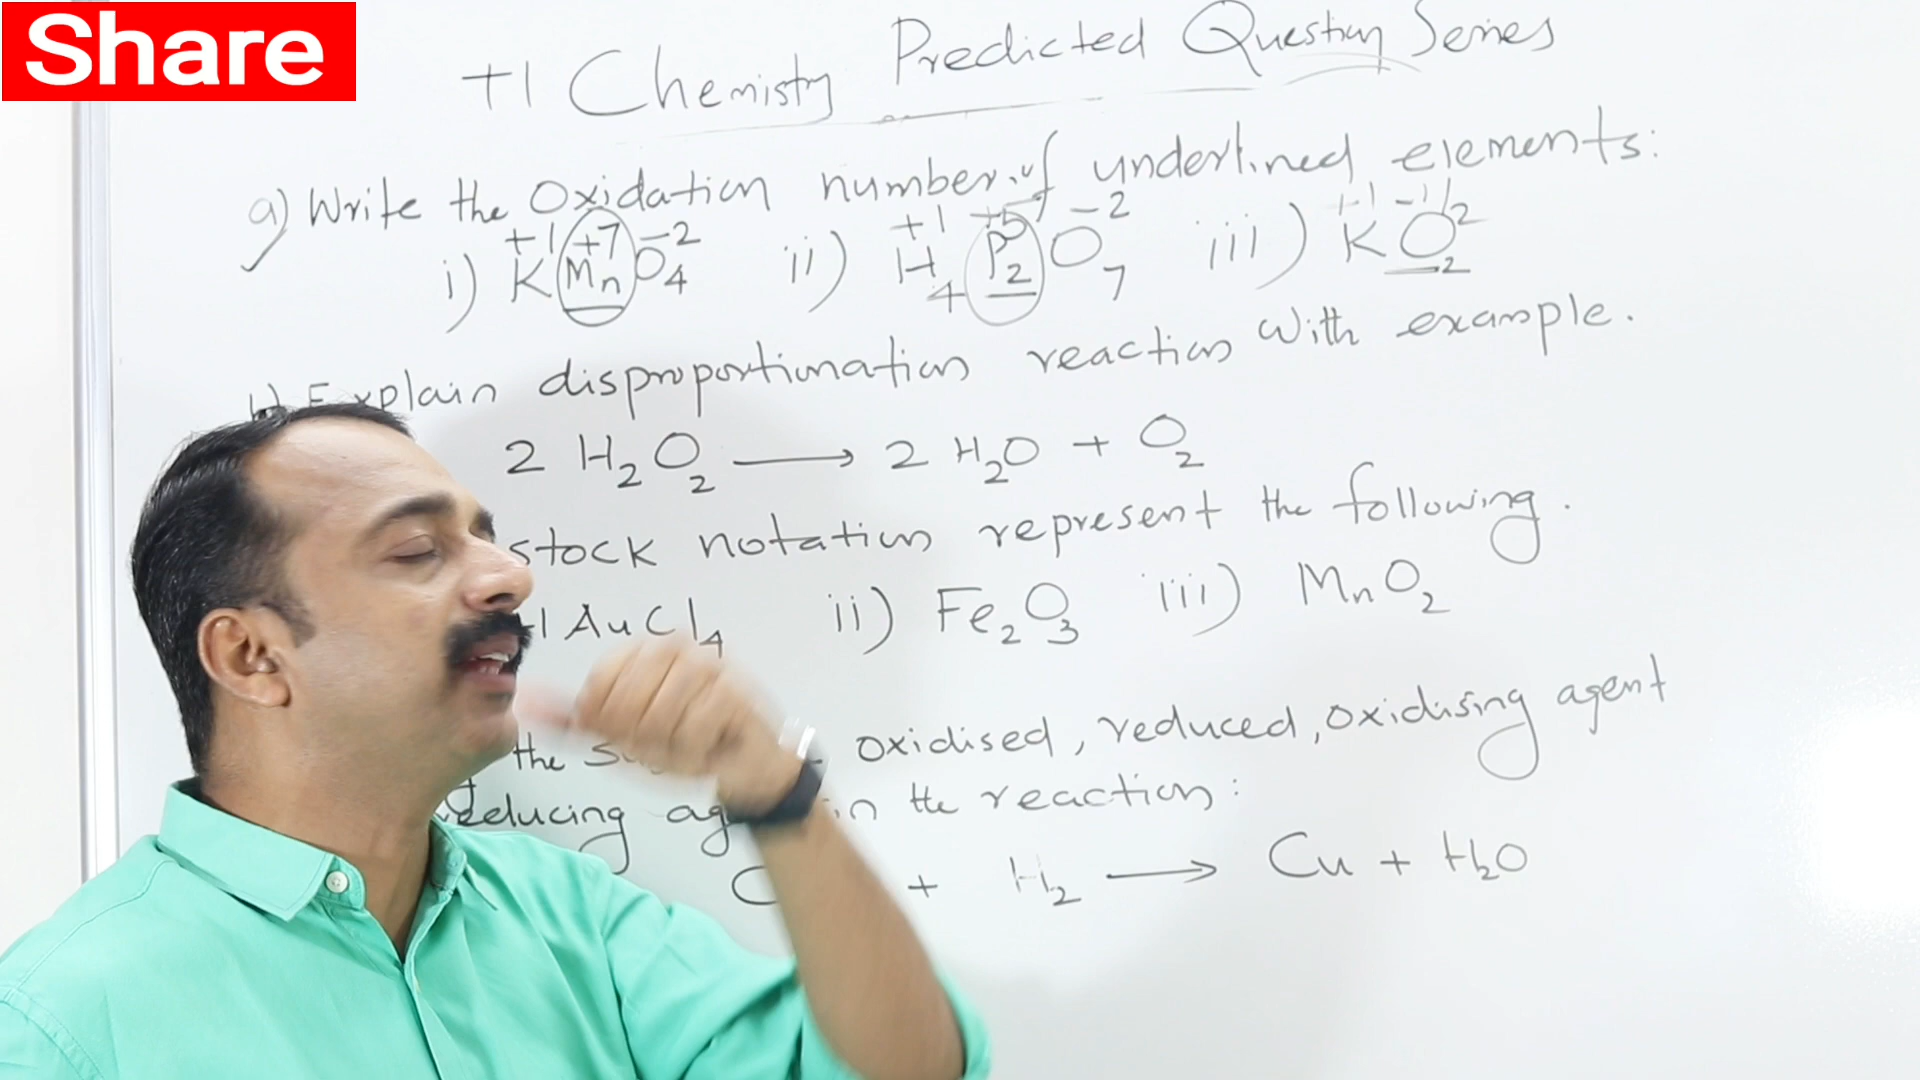 Share
+1 Chemistry Predicted Question Series
a) Write the Oxidation number of underlined elements:
+1 +7 -2 +1 +5 -2 +1 -1/2
i) KMnO4 ii) H4P2O7 iii) KO2
Explain disproportionation reaction with example.
2 H2O2 → 2 H2O + O2
stock notation represent the following.
AuCl4 ii) Fe2O3 iii) MnO2
the oxidised, reduced, oxidising agent
reducing in the reaction:
+ H2 → Cu + H2O